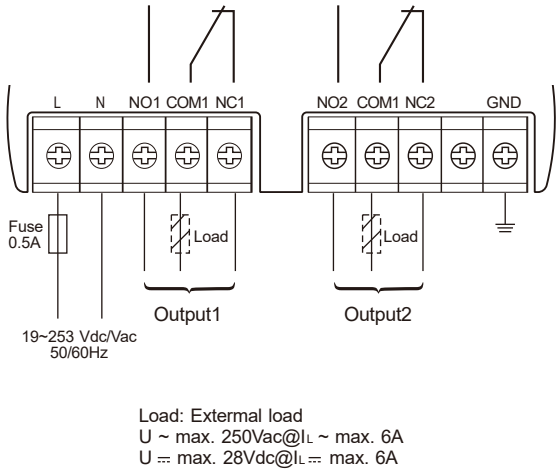 L N NO1 COM1 NC1 NO2 COM1 NC2 GND
Fuse
0.5A
Load
Load
Output1
Output2
19~253 Vdc/Vac
50/60Hz
Load: Extermal load
U ~ max. 250Vac@IL ~ max. 6A
U ⎓ max. 28Vdc@IL ⎓ max. 6A